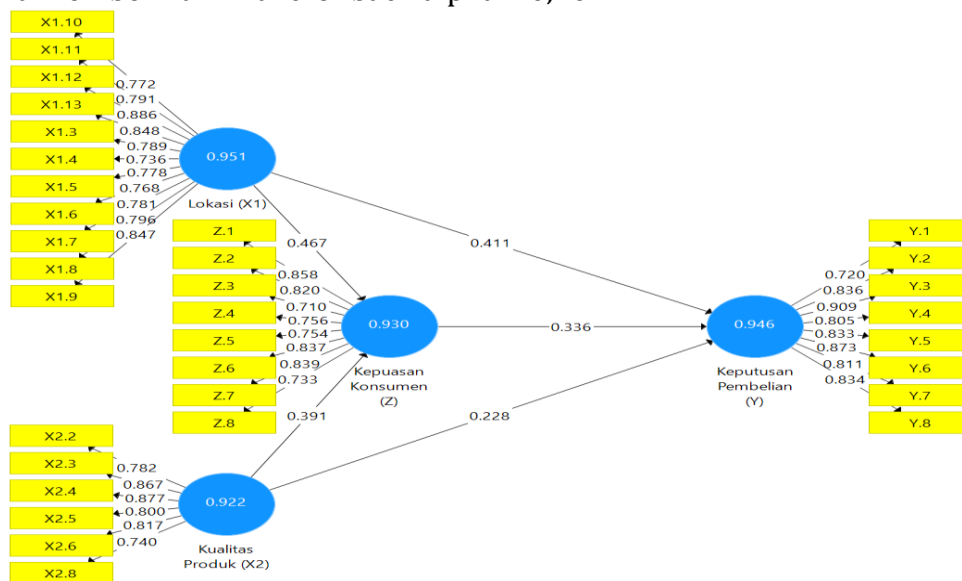 X1.10
X1.11
X1.12
X1.13
X1.3
X1.4
X1.5
X1.6
X1.7
X1.8
X1.9
0.772
0.791
0.886
0.848
0.789
0.736
0.778
0.768
0.781
0.796
0.847
0.951
Lokasi (X1)
0.467
0.411
Z.1
Z.2
Z.3
Z.4
Z.5
Z.6
Z.7
Z.8
0.858
0.820
0.710
0.756
0.754
0.837
0.839
0.733
0.930
Kepuasan
Konsumen
(Z)
0.336
0.946
Keputusan
Pembelian
(Y)
0.720
0.836
0.909
0.805
0.833
0.873
0.811
0.834
Y.1
Y.2
Y.3
Y.4
Y.5
Y.6
Y.7
Y.8
0.391
0.228
X2.2
X2.3
X2.4
X2.5
X2.6
X2.8
0.782
0.867
0.877
0.800
0.817
0.740
0.922
Kualitas
Produk (X2)